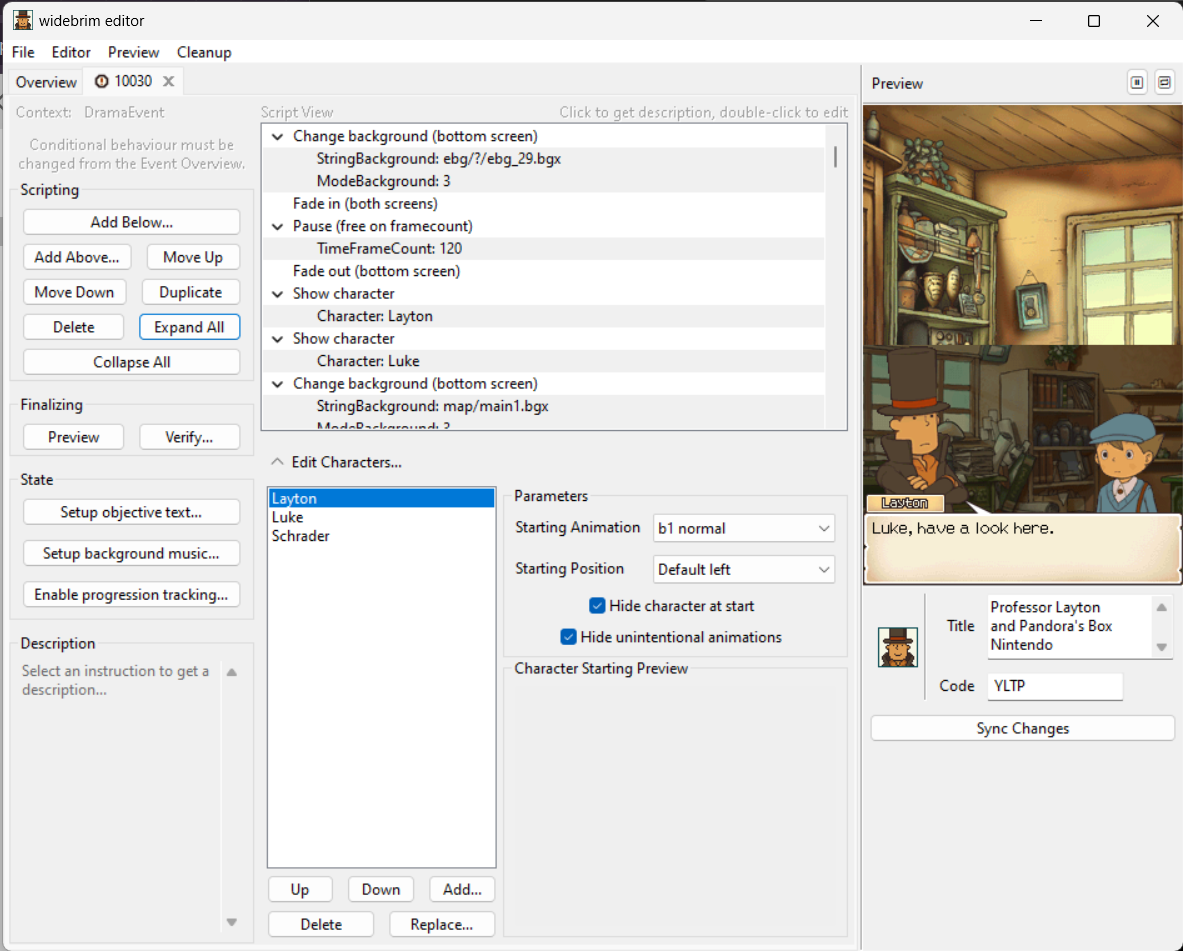 widebrim editor
File Editor Preview Cleanup
Overview 10030
Context: DramaEvent
Conditional behaviour must be
changed from the Event Overview.
Scripting
Add Below...
Add Above... Move Up
Move Down Duplicate
Delete Expand All
Collapse All
Finalizing
Preview Verify...
State
Setup objective text...
Setup background music...
Enable progression tracking...
Description
Select an instruction to get a
description...
Script View Click to get description, double-click to edit
Change background (bottom screen)
StringBackground: ebg/?/ebg_29.bgx
ModeBackground: 3
Fade in (both screens)
Pause (free on framecount)
TimeFrameCount: 120
Fade out (bottom screen)
Show character
Character: Layton
Show character
Character: Luke
Change background (bottom screen)
StringBackground: map/main1.bgx
ModeBackground: 3
Edit Characters...
Layton
Luke
Schrader
Up Down Add...
Delete Replace...
Parameters
Starting Animation b1 normal
Starting Position Default left
Hide character at start
Hide unintentional animations
Character Starting Preview
Preview
Layton
Luke, have a look here.
Title Professor Layton
and Pandora's Box
Nintendo
Code YLTP
Sync Changes